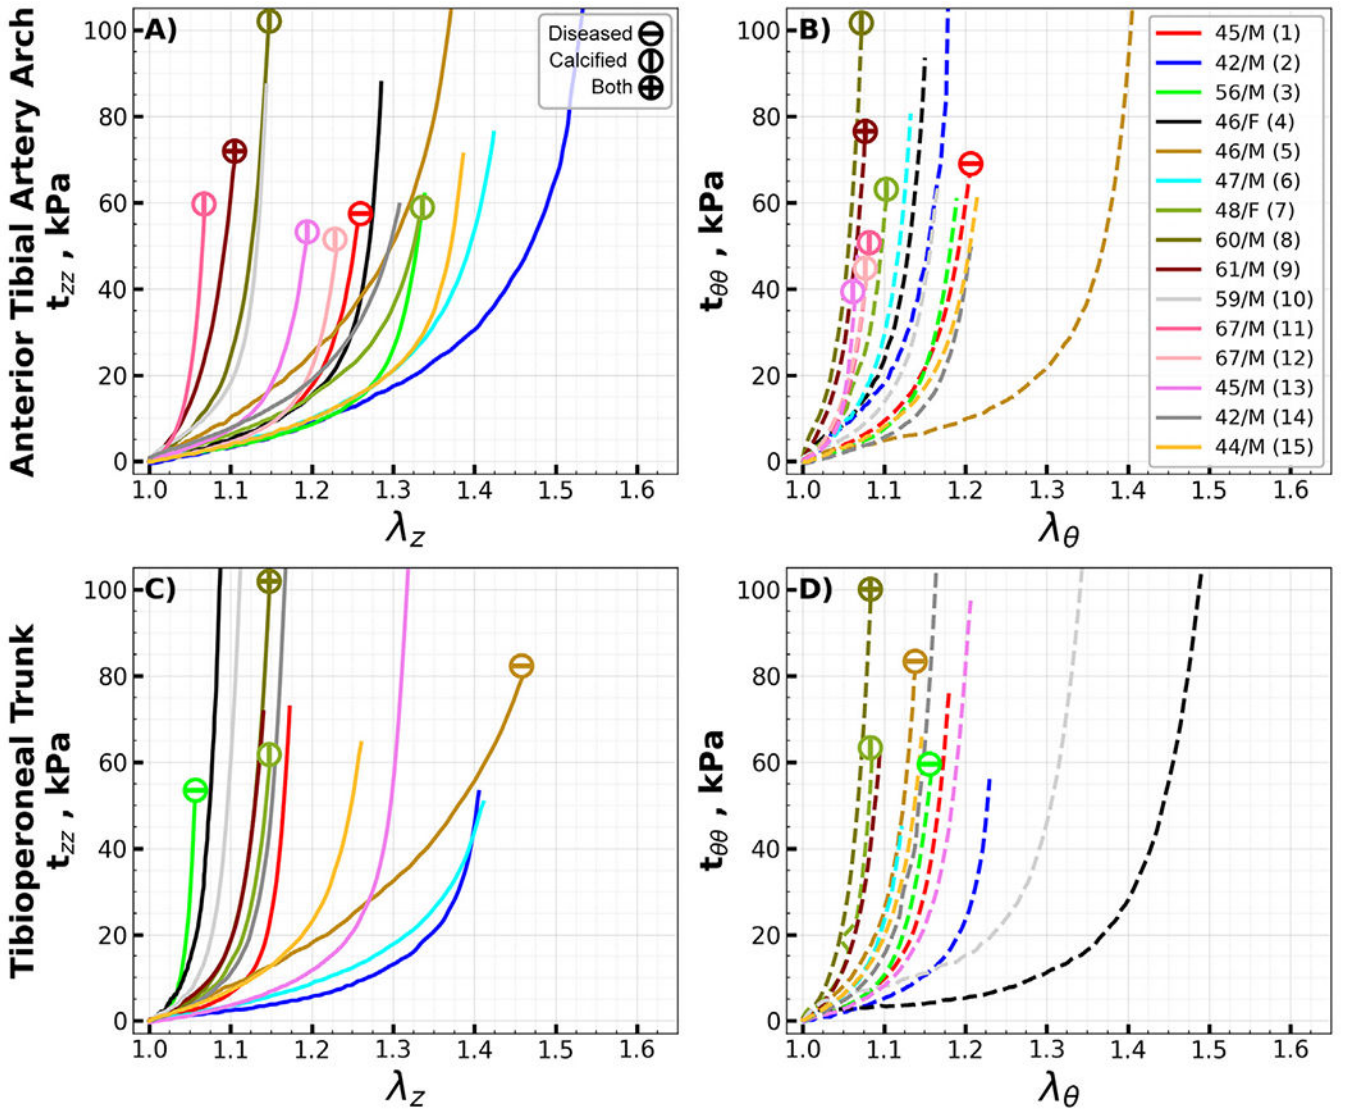 Anterior Tibial Artery Arch
t_zz , kPa
A)
100
80
60
40
20
0
1.0 1.1 1.2 1.3 1.4 1.5 1.6
λ_z
Diseased
Calcified
Both
t_θθ , kPa
B)
100
80
60
40
20
0
1.0 1.1 1.2 1.3 1.4 1.5 1.6
λ_θ
45/M (1)
42/M (2)
56/M (3)
46/F (4)
46/M (5)
47/M (6)
48/F (7)
60/M (8)
61/M (9)
59/M (10)
67/M (11)
67/M (12)
45/M (13)
42/M (14)
44/M (15)
Tibioperoneal Trunk
t_zz , kPa
C)
100
80
60
40
20
0
1.0 1.1 1.2 1.3 1.4 1.5 1.6
λ_z
t_θθ , kPa
D)
100
80
60
40
20
0
1.0 1.1 1.2 1.3 1.4 1.5 1.6
λ_θ